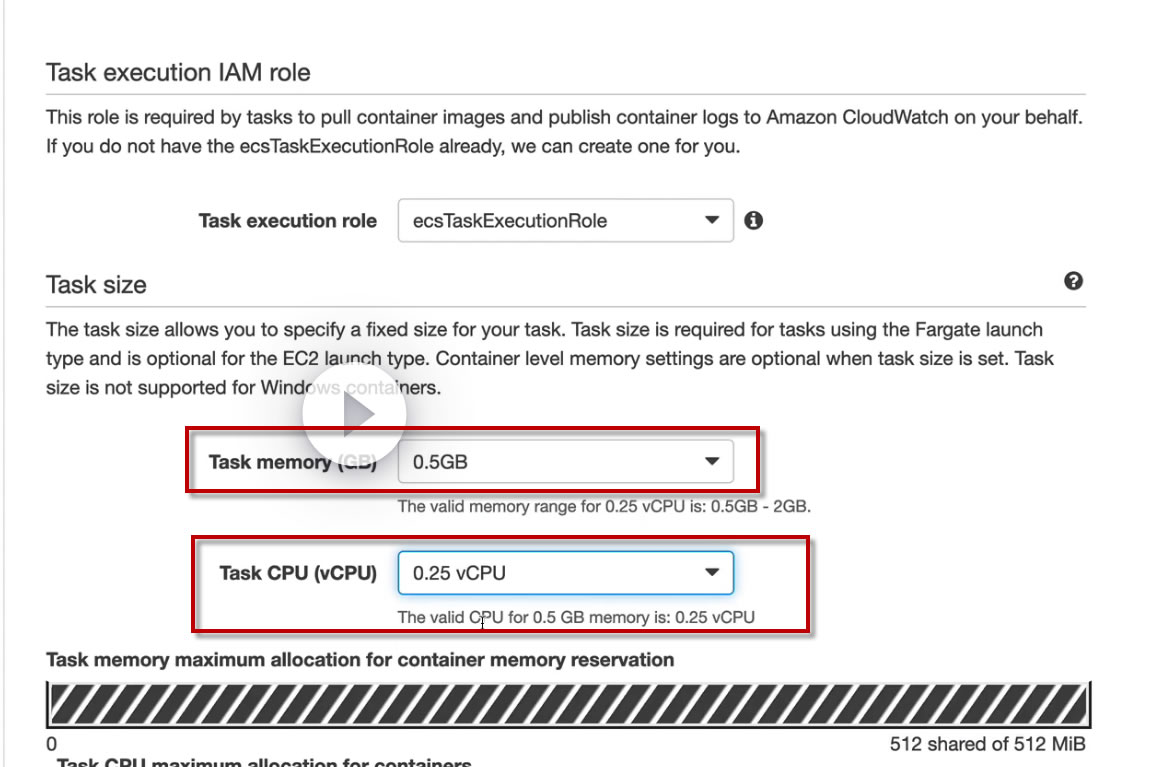 Task execution IAM role
This role is required by tasks to pull container images and publish container logs to Amazon CloudWatch on your behalf.
If you do not have the ecsTaskExecutionRole already, we can create one for you.
Task execution role ecsTaskExecutionRole
Task size
The task size allows you to specify a fixed size for your task. Task size is required for tasks using the Fargate launch
type and is optional for the EC2 launch type. Container level memory settings are optional when task size is set. Task
size is not supported for Windows containers.
Task memory (GB) 0.5GB
The valid memory range for 0.25 vCPU is: 0.5GB - 2GB.
Task CPU (vCPU) 0.25 vCPU
The valid CPU for 0.5 GB memory is: 0.25 vCPU
Task memory maximum allocation for container memory reservation
0 512 shared of 512 MiB
Task CPU maximum allocation for containers